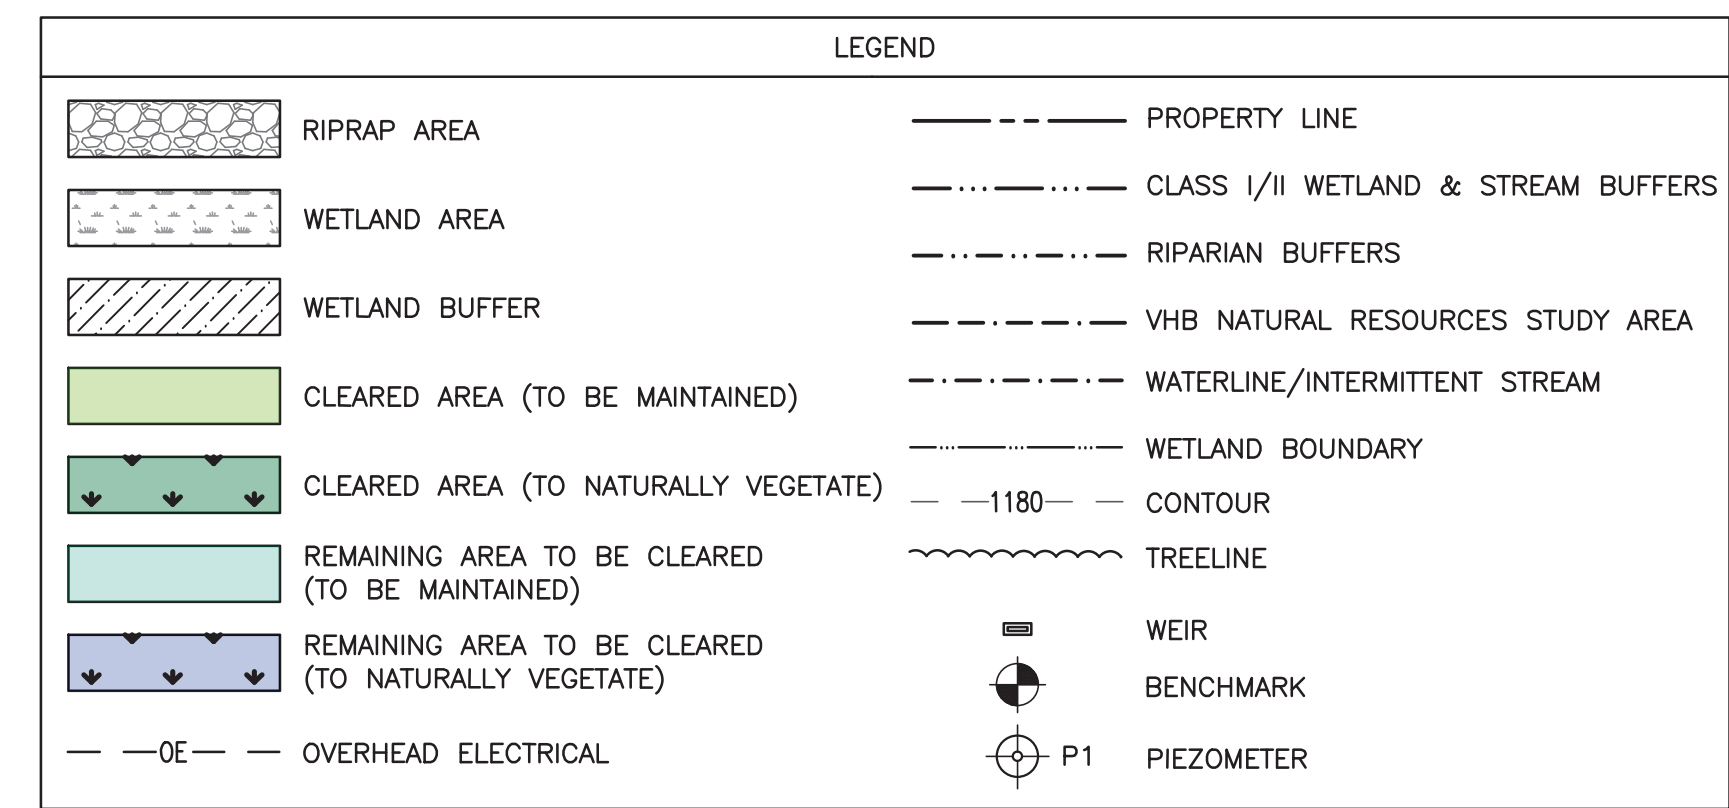 LEGEND
RIPRAP AREA
WETLAND AREA
WETLAND BUFFER
CLEARED AREA (TO BE MAINTAINED)
CLEARED AREA (TO NATURALLY VEGETATE)
REMAINING AREA TO BE CLEARED
(TO BE MAINTAINED)
REMAINING AREA TO BE CLEARED
(TO NATURALLY VEGETATE)
OE OVERHEAD ELECTRICAL
PROPERTY LINE
CLASS I/II WETLAND & STREAM BUFFERS
RIPARIAN BUFFERS
VHB NATURAL RESOURCES STUDY AREA
WATERLINE/INTERMITTENT STREAM
WETLAND BOUNDARY
1180 CONTOUR
TREELINE
WEIR
BENCHMARK
P1 PIEZOMETER